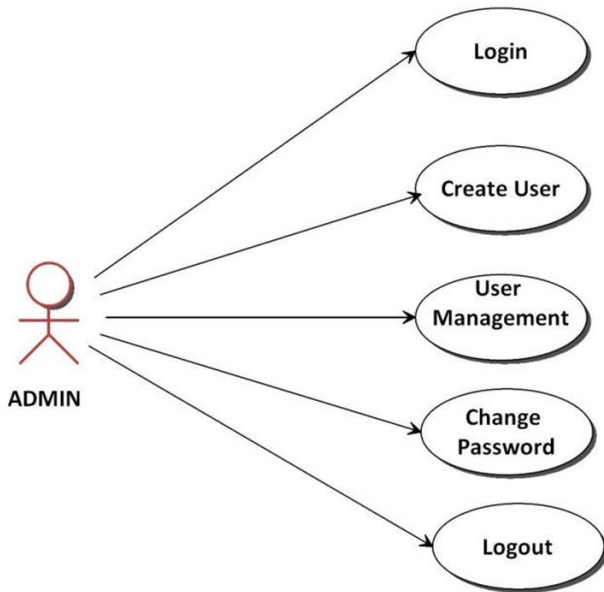 Login
Create User
User
Management
ADMIN
Change
Password
Logout